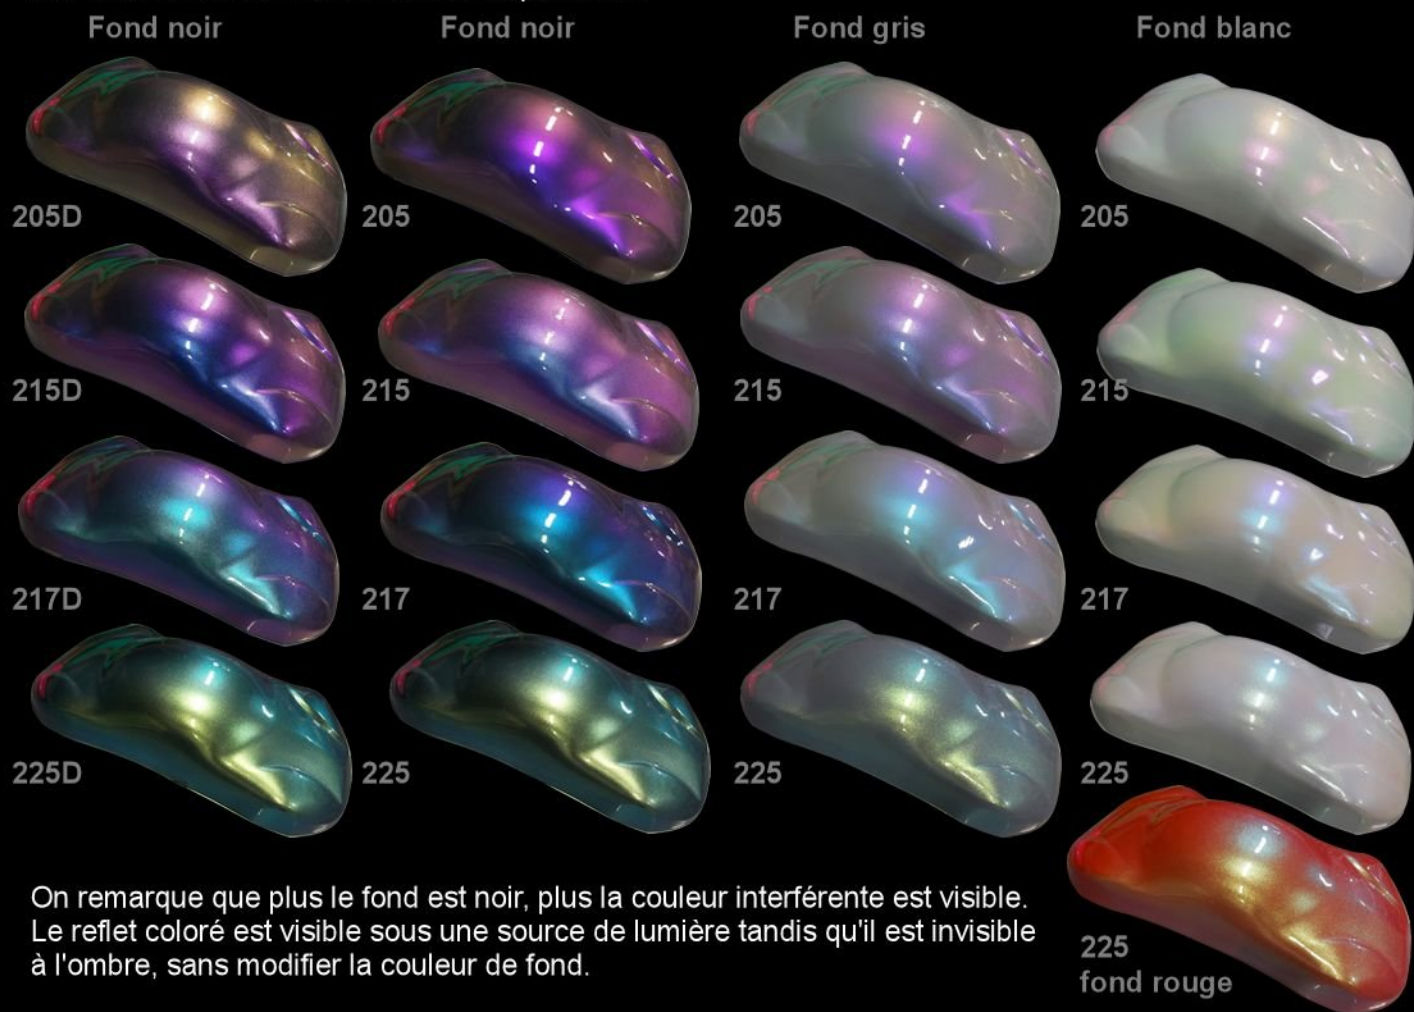 Fond noir Fond noir Fond gris Fond blanc
205D 205 205 205
215D 215 215 215
217D 217 217 217
225D 225 225 225
On remarque que plus le fond est noir, plus la couleur interférente est visible.
Le reflet coloré est visible sous une source de lumière tandis qu'il est invisible
à l'ombre, sans modifier la couleur de fond.
225
fond rouge